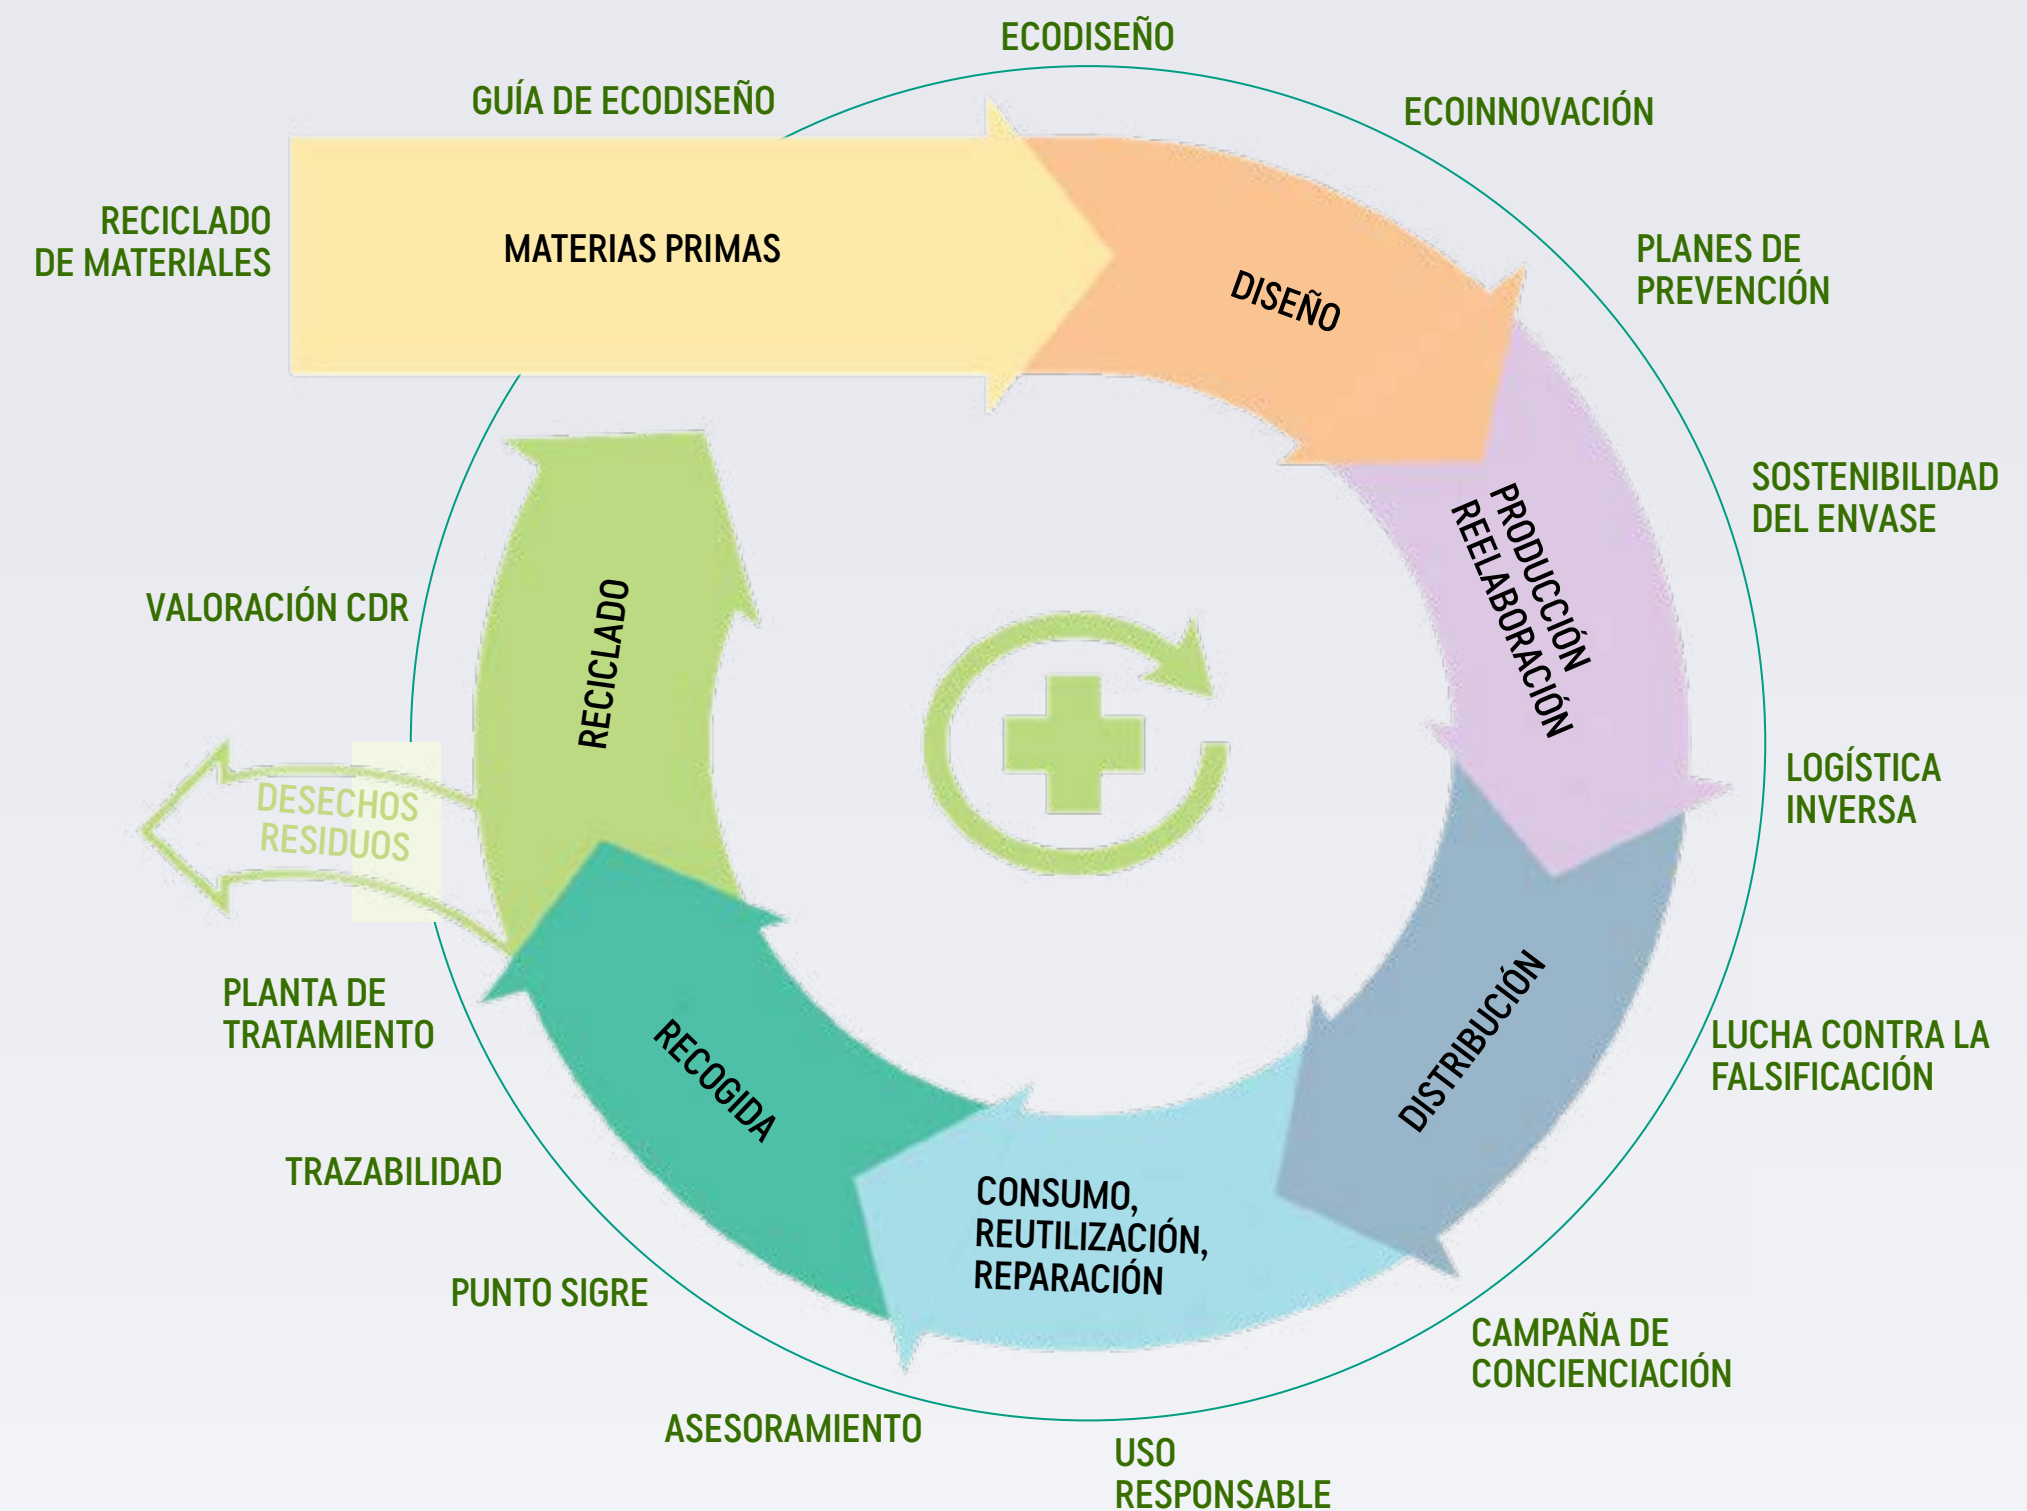 ECODISEÑO
GUÍA DE ECODISEÑO
ECOINNOVACIÓN
RECICLADO
DE MATERIALES
MATERIAS PRIMAS
DISEÑO
PLANES DE
PREVENCIÓN
SOSTENIBILIDAD
DEL ENVASE
PRODUCCIÓN
REELABORACIÓN
VALORACIÓN CDR
RECICLADO
DESECHOS
RESIDUOS
LOGÍSTICA
INVERSA
PLANTA DE
TRATAMIENTO
RECOGIDA
DISTRIBUCIÓN
LUCHA CONTRA LA
FALSIFICACIÓN
TRAZABILIDAD
CONSUMO,
REUTILIZACIÓN,
REPARACIÓN
PUNTO SIGRE
CAMPAÑA DE
CONCIENCIACIÓN
ASESORAMIENTO
USO
RESPONSABLE